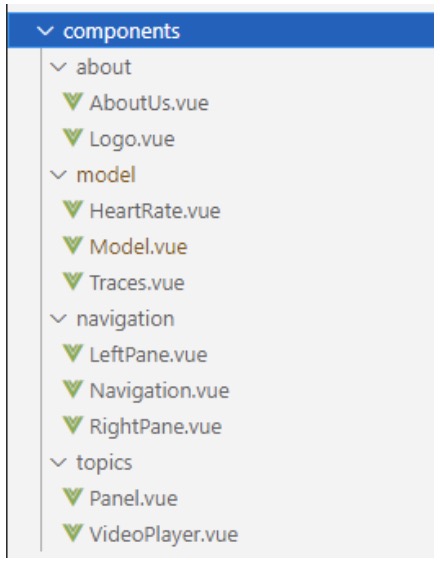 components
about
AboutUs.vue
Logo.vue
model
HeartRate.vue
Model.vue
Traces.vue
navigation
LeftPane.vue
Navigation.vue
RightPane.vue
topics
Panel.vue
VideoPlayer.vue